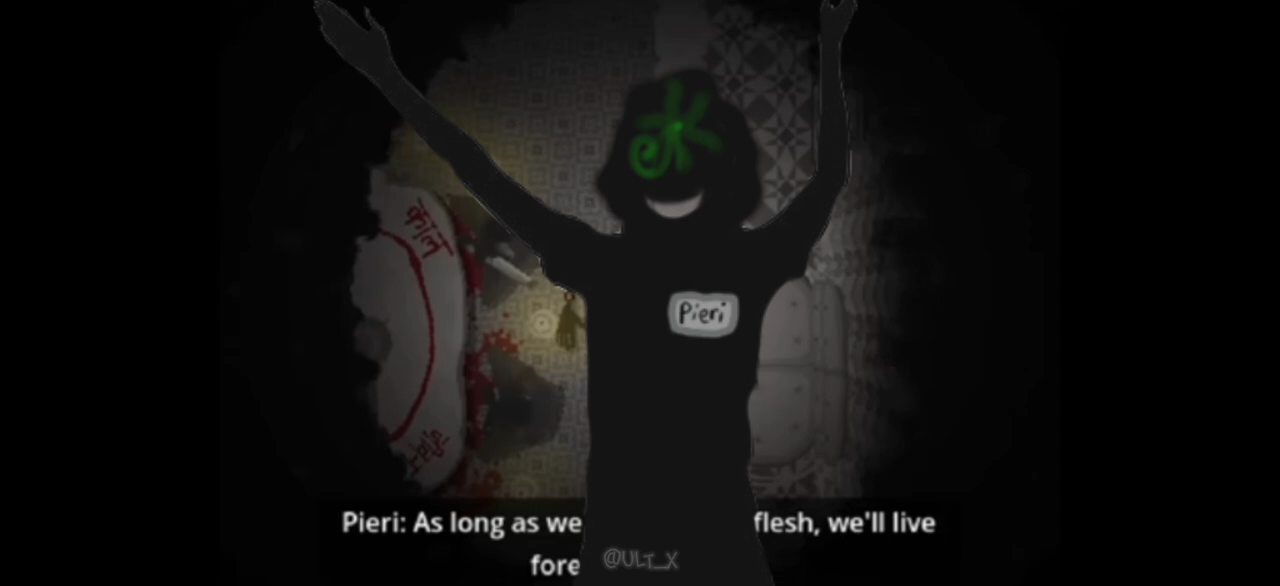 काल
Pieri
Pieri: As long as we flesh, we'll live
fore
@ULT_X